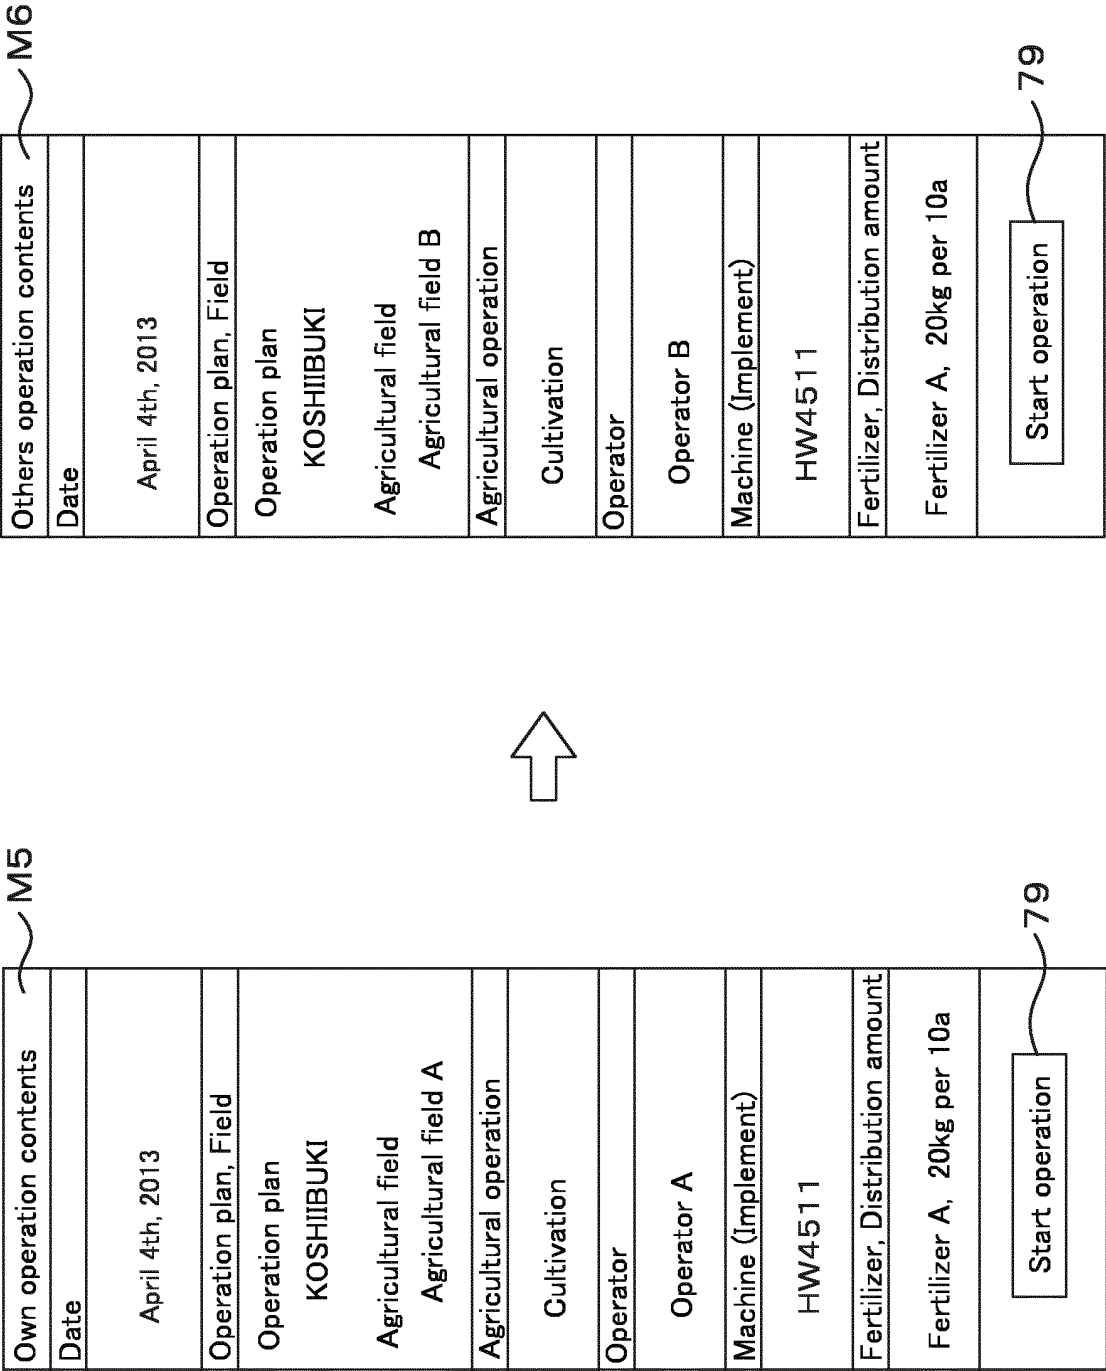 M5
Own operation contents
Date
April 4th, 2013
Operation plan, Field
Operation plan
KOSHIIBUKI
Agricultural field
Agricultural field A
Agricultural operation
Cultivation
Operator
Operator A
Machine (Implement)
HW4511
Fertilizer, Distribution amount
Fertilizer A, 20kg per 10a
Start operation
79
M6
Others operation contents
Date
April 4th, 2013
Operation plan, Field
Operation plan
KOSHIIBUKI
Agricultural field
Agricultural field B
Agricultural operation
Cultivation
Operator
Operator B
Machine (Implement)
HW4511
Fertilizer, Distribution amount
Fertilizer A, 20kg per 10a
Start operation
79